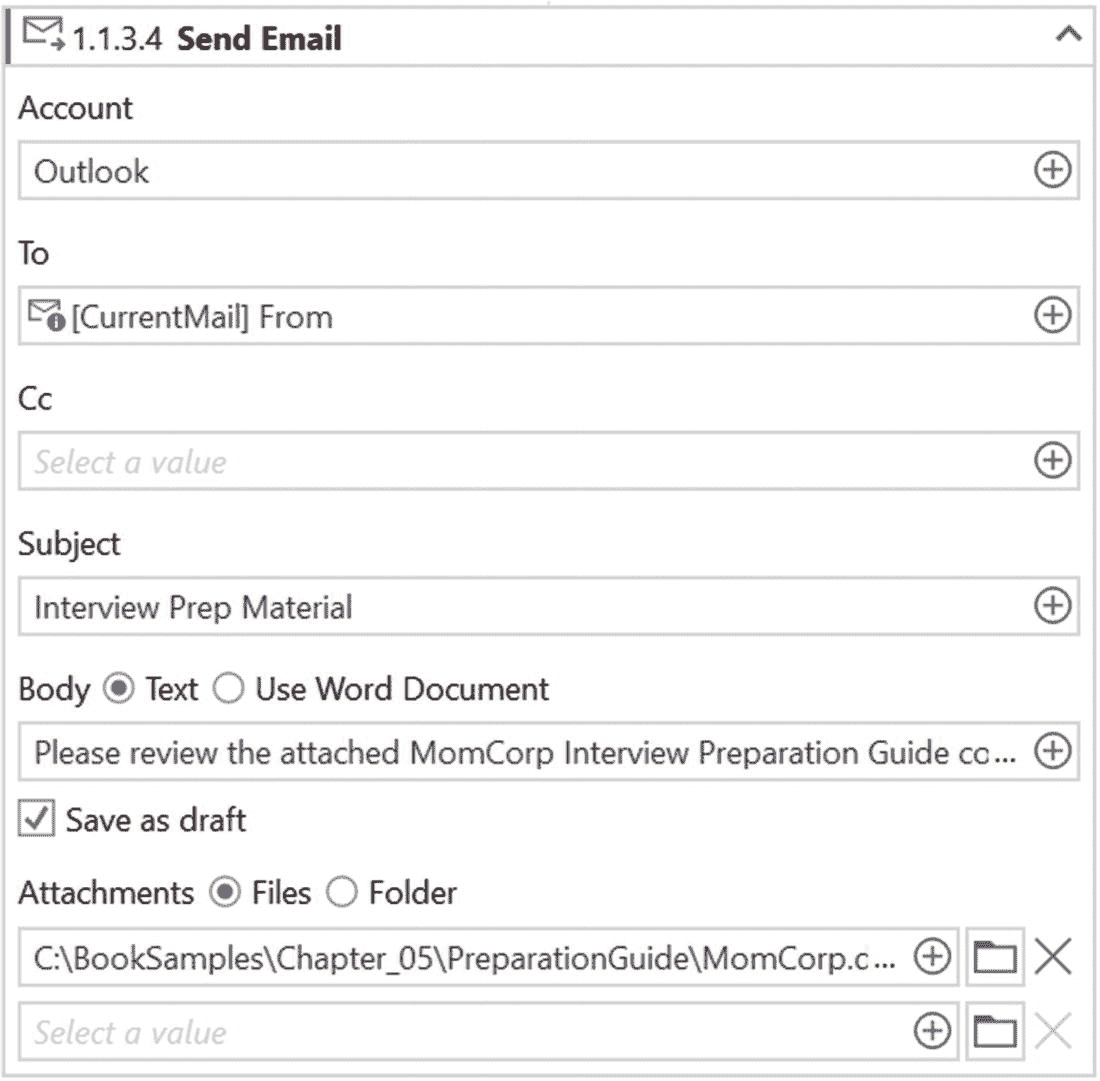 1.1.3.4 Send Email
Account
Outlook
To
[CurrentMail] From
Cc
Select a value
Subject
Interview Prep Material
Body Text Use Word Document
Please review the attached MomCorp Interview Preparation Guide co...
Save as draft
Attachments Files Folder
C:\BookSamples\Chapter_05\PreparationGuide\MomCorp.d...
Select a value